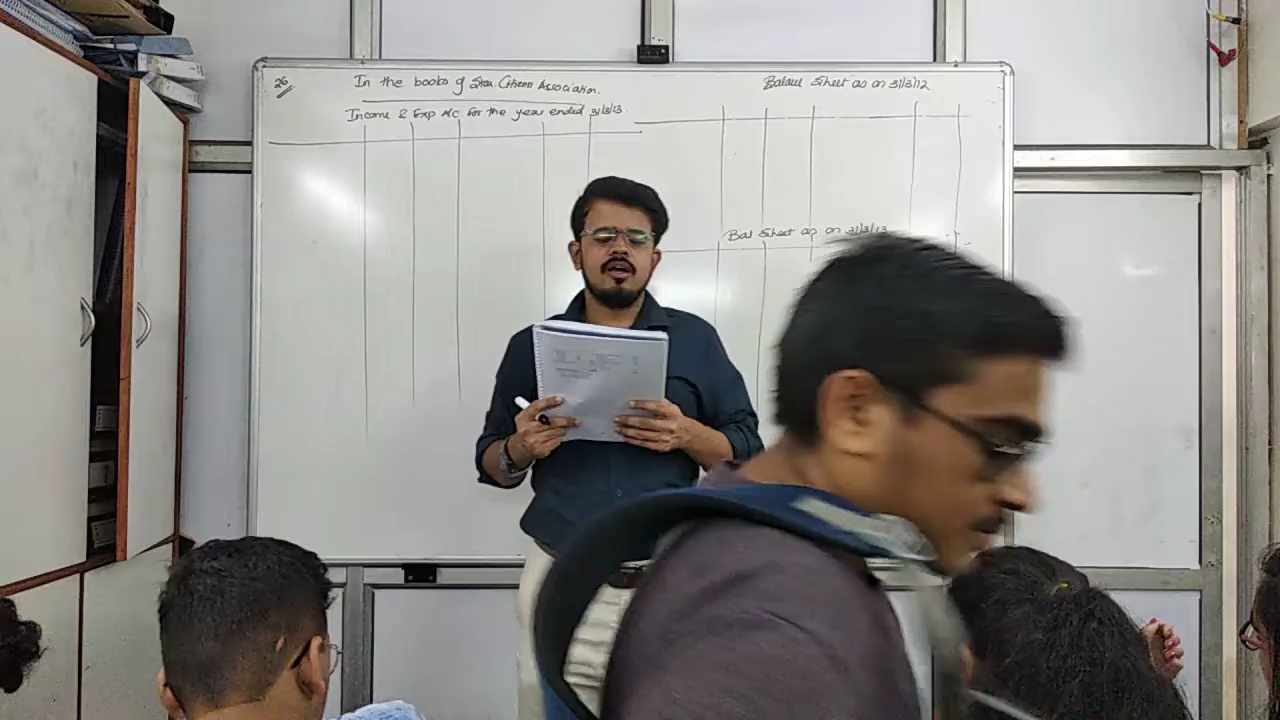 26
In the books of Star Citizen Association.
Income & Exp A/C for the year ended 31/3/13
Balance Sheet as on 31/3/12
Bal Sheet as on 31/3/13